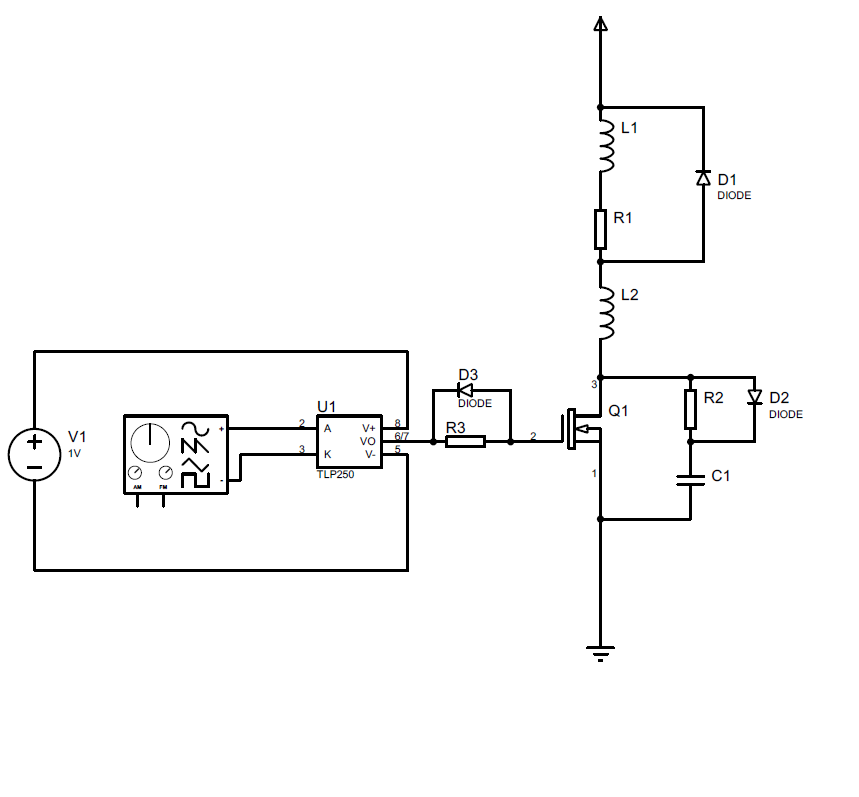 L1
D1
DIODE
R1
L2
D3
DIODE
3
Q1
R2
D2
DIODE
U1
V1
1V
+
-
AM
FM
2
3
A
K
V+
VO
V-
8
6/7
5
TLP250
R3
2
1
C1